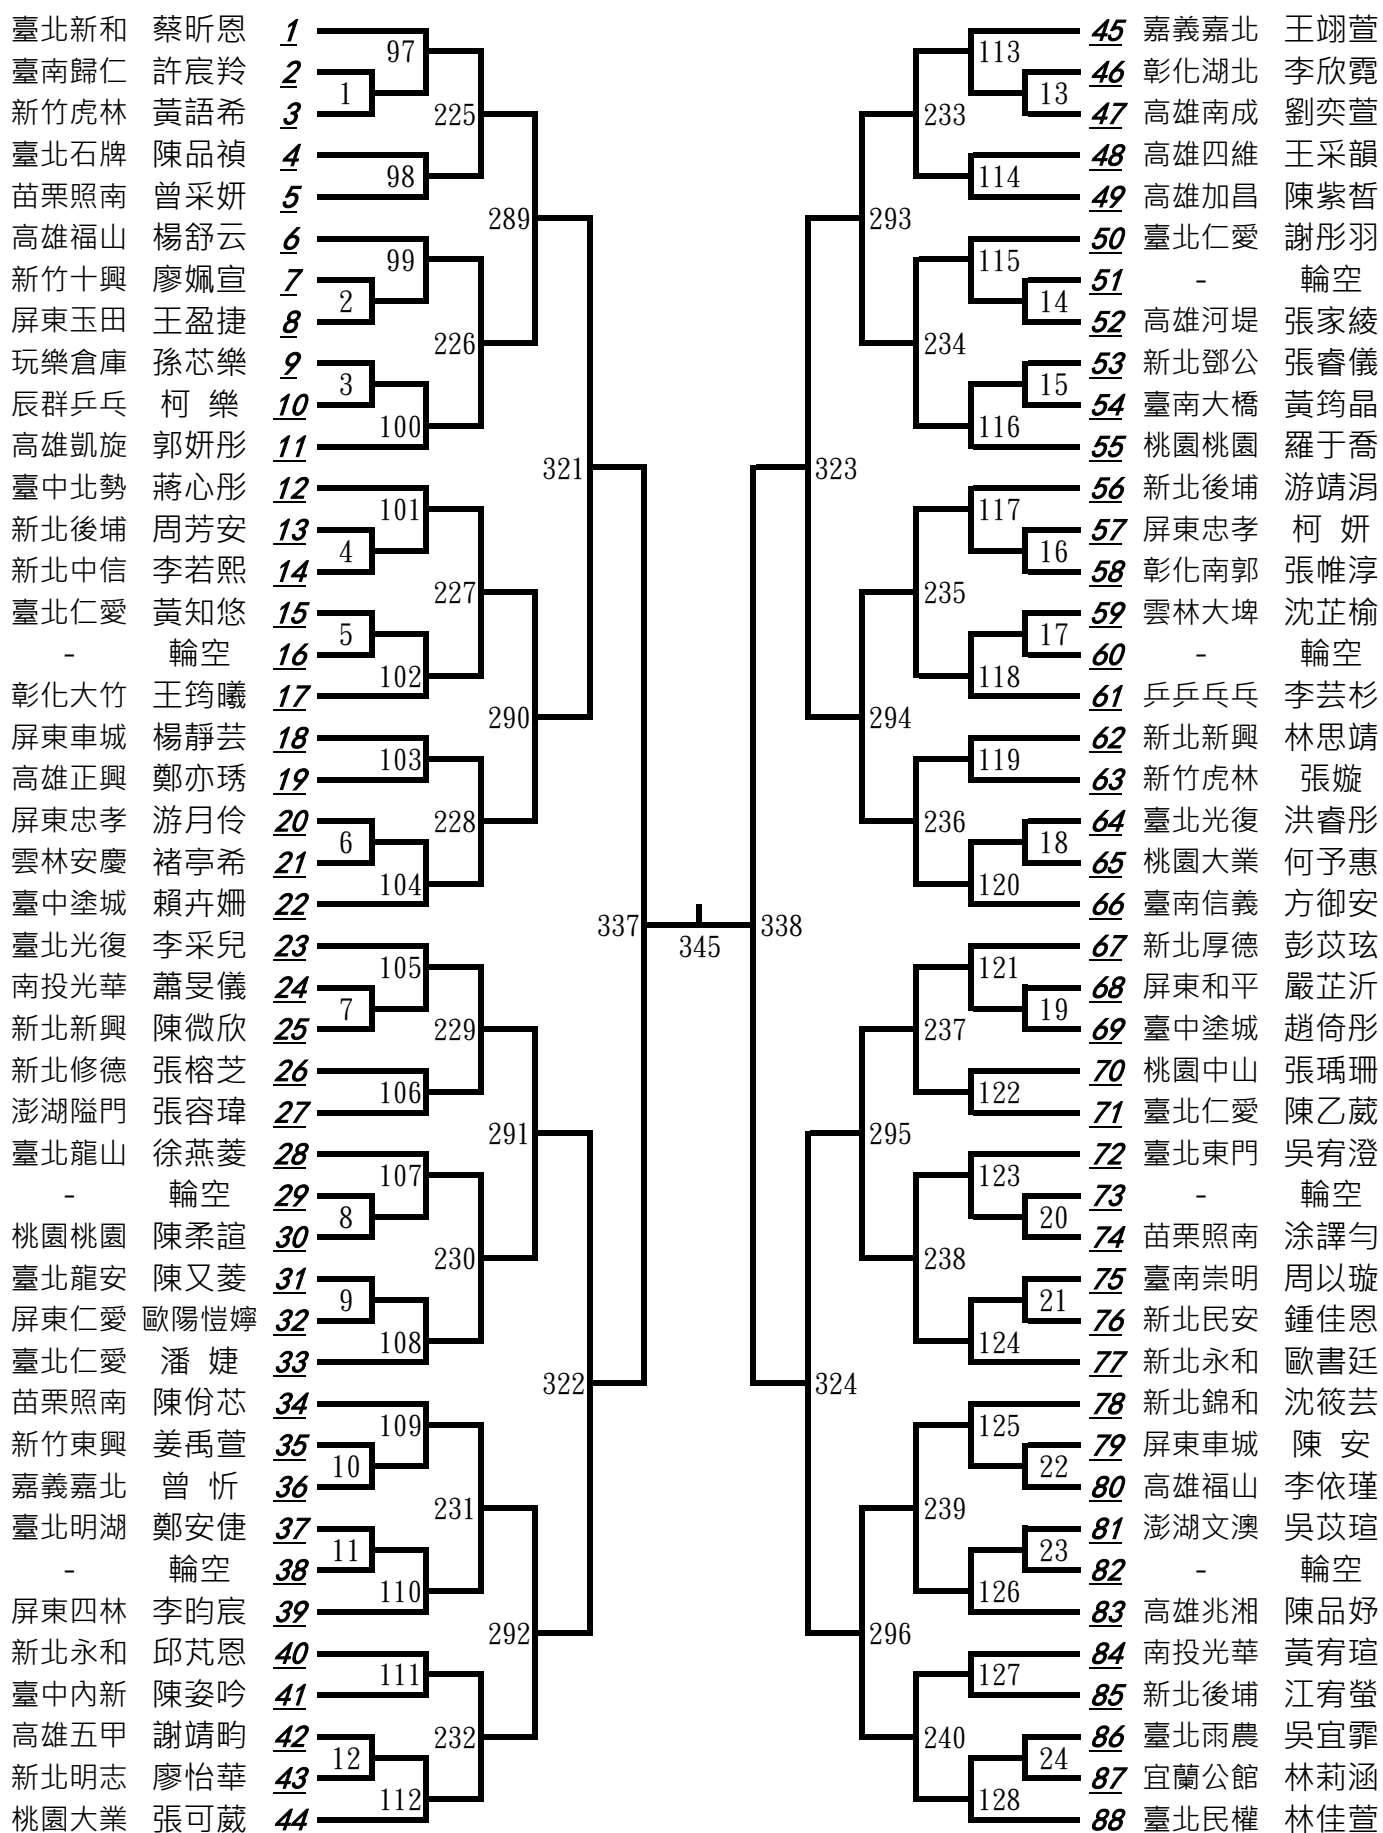 臺北新和 蔡昕恩 1
臺南歸仁 許宸羚 2
新竹虎林 黃語希 3
臺北石牌 陳品禎 4
苗栗照南 曾采妍 5
高雄福山 楊舒云 6
新竹十興 廖姵宣 7
屏東玉田 王盈捷 8
玩樂倉庫 孫芯樂 9
辰群乒乓 柯 樂 10
高雄凱旋 郭妍彤 11
臺中北勢 蔣心彤 12
新北後埔 周芳安 13
新北中信 李若熙 14
臺北仁愛 黃知悠 15
- 輪空 16
彰化大竹 王筠曦 17
屏東車城 楊靜芸 18
高雄正興 鄭亦琇 19
屏東忠孝 游月伶 20
雲林安慶 褚亭希 21
臺中塗城 賴卉姍 22
臺北光復 李采兒 23
南投光華 蕭旻儀 24
新北新興 陳微欣 25
新北修德 張榕芝 26
澎湖隘門 張容瑋 27
臺北龍山 徐燕菱 28
- 輪空 29
桃園桃園 陳柔諠 30
臺北龍安 陳又菱 31
屏東仁愛 歐陽愷嬣 32
臺北仁愛 潘 婕 33
苗栗照南 陳佾芯 34
新竹東興 姜禹萱 35
嘉義嘉北 曾 忻 36
臺北明湖 鄭安倢 37
- 輪空 38
屏東四林 李昀宸 39
新北永和 邱芃恩 40
臺中內新 陳姿吟 41
高雄五甲 謝靖昀 42
新北明志 廖怡華 43
桃園大業 張可葳 44
1
2
3
4
5
6
7
8
9
10
11
12
97
98
99
100
101
102
103
104
105
106
107
108
109
110
111
112
225
226
227
228
229
230
231
232
289
290
291
292
321
322
337
345
338
323
324
293
294
295
296
233
234
235
236
237
238
239
240
113
114
115
116
117
118
119
120
121
122
123
124
125
126
127
128
13
14
15
16
17
18
19
20
21
22
23
24
45 嘉義嘉北 王翊萱
46 彰化湖北 李欣霓
47 高雄南成 劉奕萱
48 高雄四維 王采韻
49 高雄加昌 陳紫皙
50 臺北仁愛 謝彤羽
51 - 輪空
52 高雄河堤 張家綾
53 新北鄧公 張睿儀
54 臺南大橋 黃筠晶
55 桃園桃園 羅于喬
56 新北後埔 游靖涓
57 屏東忠孝 柯 妍
58 彰化南郭 張帷淳
59 雲林大埤 沈芷榆
60 - 輪空
61 乒乒乓乓 李芸杉
62 新北新興 林思靖
63 新竹虎林 張嫙
64 臺北光復 洪睿彤
65 桃園大業 何予惠
66 臺南信義 方御安
67 新北厚德 彭苡玹
68 屏東和平 嚴芷沂
69 臺中塗城 趙倚彤
70 桃園中山 張瑀珊
71 臺北仁愛 陳乙葳
72 臺北東門 吳宥澄
73 - 輪空
74 苗栗照南 涂譯勻
75 臺南崇明 周以璇
76 新北民安 鍾佳恩
77 新北永和 歐書廷
78 新北錦和 沈筱芸
79 屏東車城 陳 安
80 高雄福山 李依瑾
81 澎湖文澳 吳苡瑄
82 - 輪空
83 高雄兆湘 陳品妤
84 南投光華 黃宥瑄
85 新北後埔 江宥螢
86 臺北雨農 吳宜霏
87 宜蘭公館 林莉涵
88 臺北民權 林佳萱